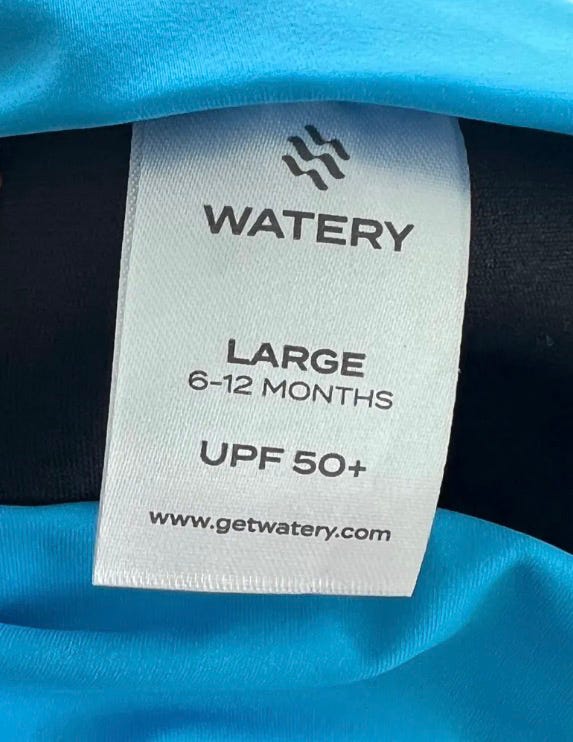 WATERY
LARGE
6-12 MONTHS
UPF 50+
www.getwatery.com